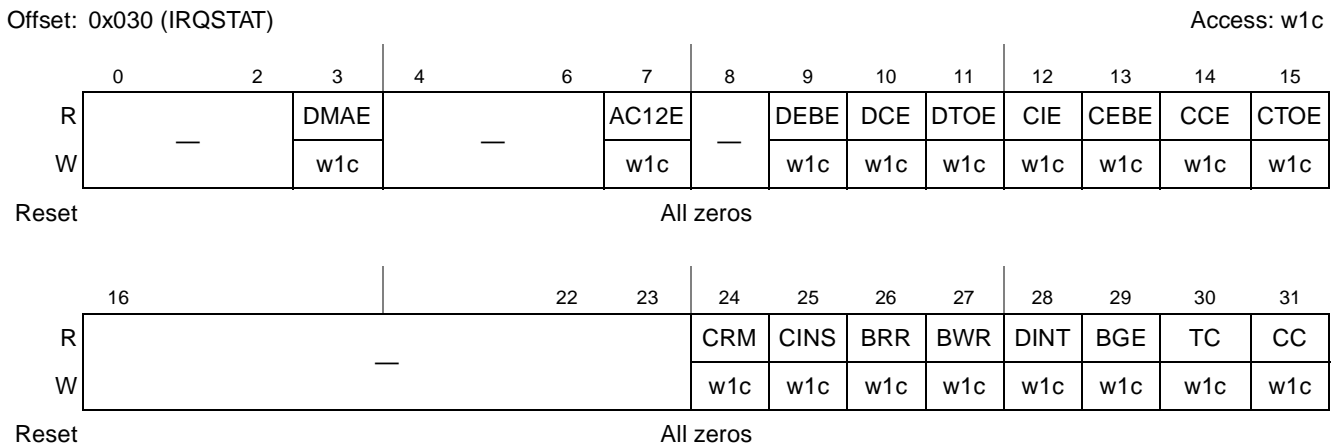 Offset: 0x030 (IRQSTAT) Access: w1c
0 2 3 4 6 7 8 9 10 11 12 13 14 15
R — DMAE — AC12E — DEBE DCE DTOE CIE CEBE CCE CTOE
W w1c w1c w1c w1c w1c w1c w1c w1c w1c
Reset All zeros
16 22 23 24 25 26 27 28 29 30 31
R — CRM CINS BRR BWR DINT BGE TC CC
W w1c w1c w1c w1c w1c w1c w1c w1c
Reset All zeros